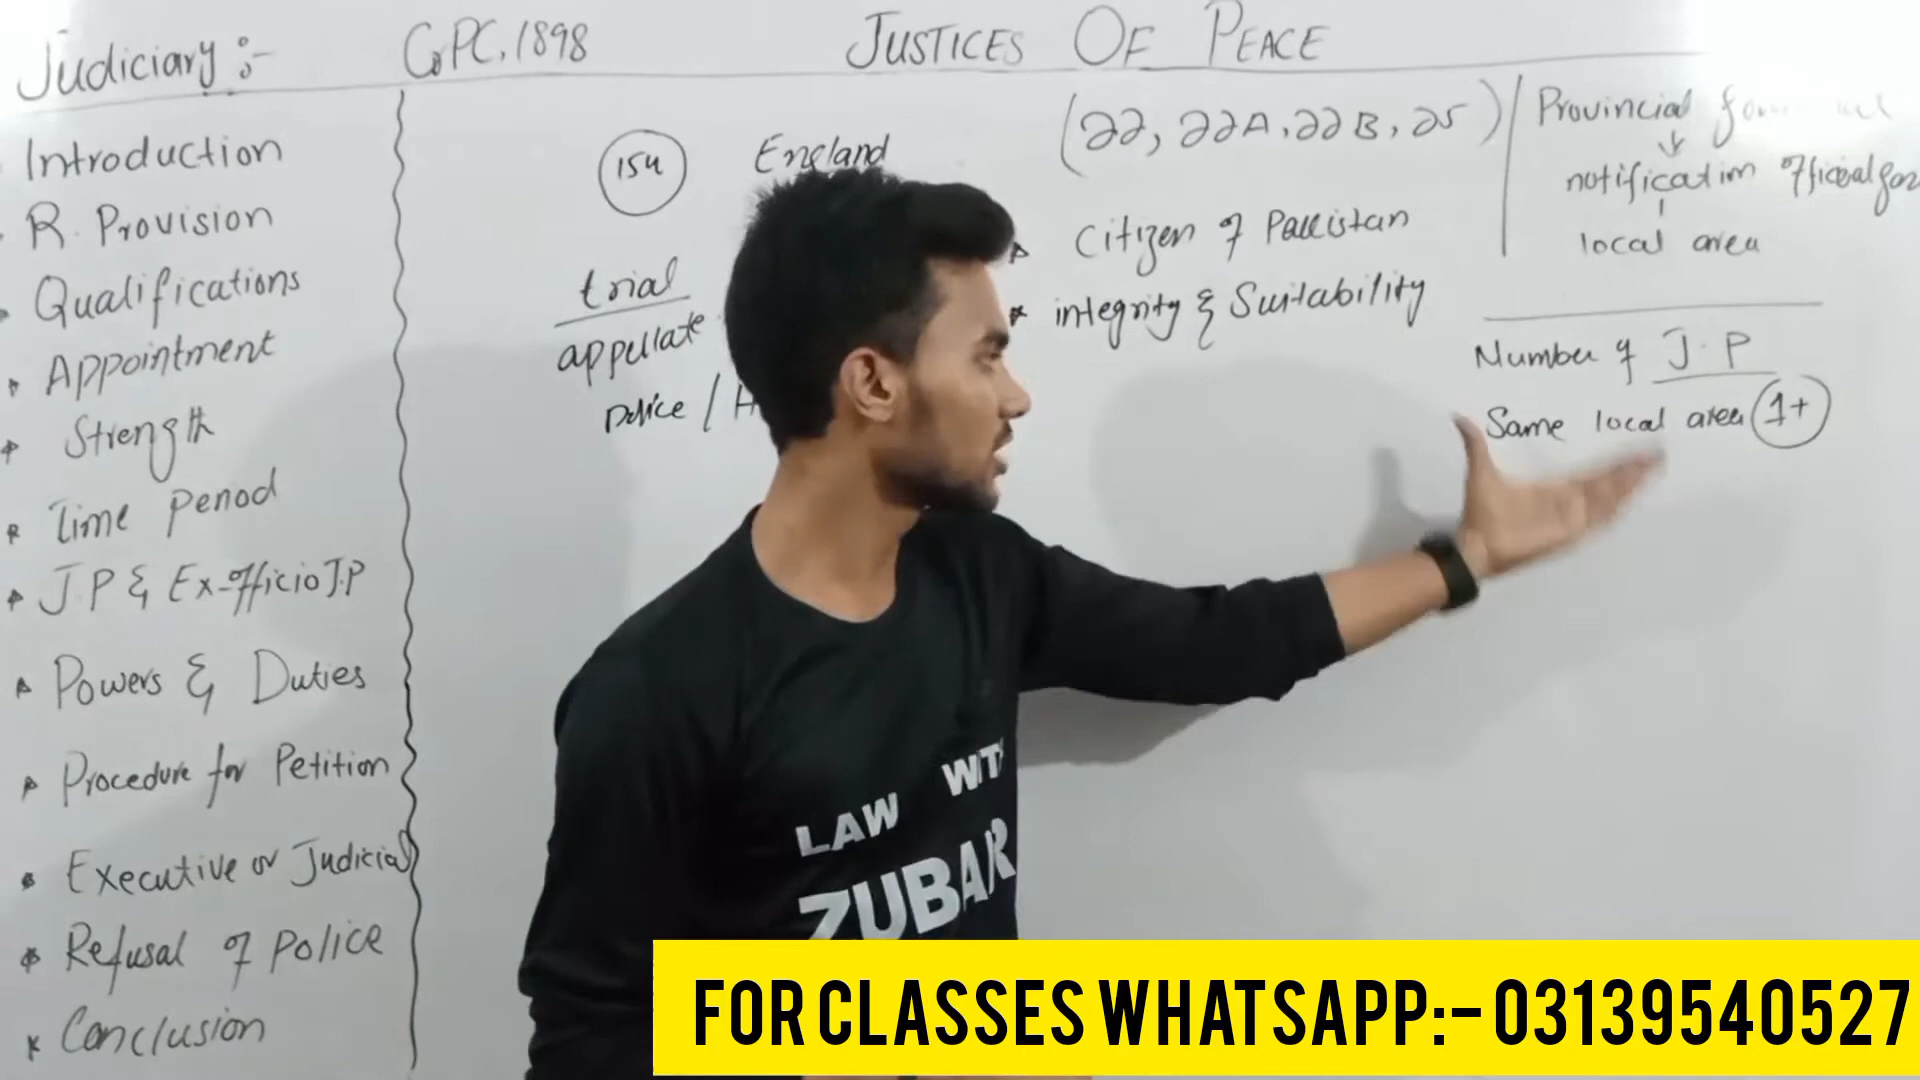 Judiciary :-
CrPC, 1898
JUSTICES OF PEACE
Introduction
R. Provision
Qualifications
Appointment
Strength
Time Period
J.P & Ex-officio J.P
Powers & Duties
Procedure for Petition
Executive or Judicial
Refusal of police
Conclusion
154
England
trial
appellate
police / H
(22, 22A, 22B, 25)
Citizen of Pakistan
integrity & Suitability
Provincial
notification official
local area
Number of J.P
Same local area 1+
LAW WIT
ZUBAIR
FOR CLASSES WHATSAPP:- 03139540527